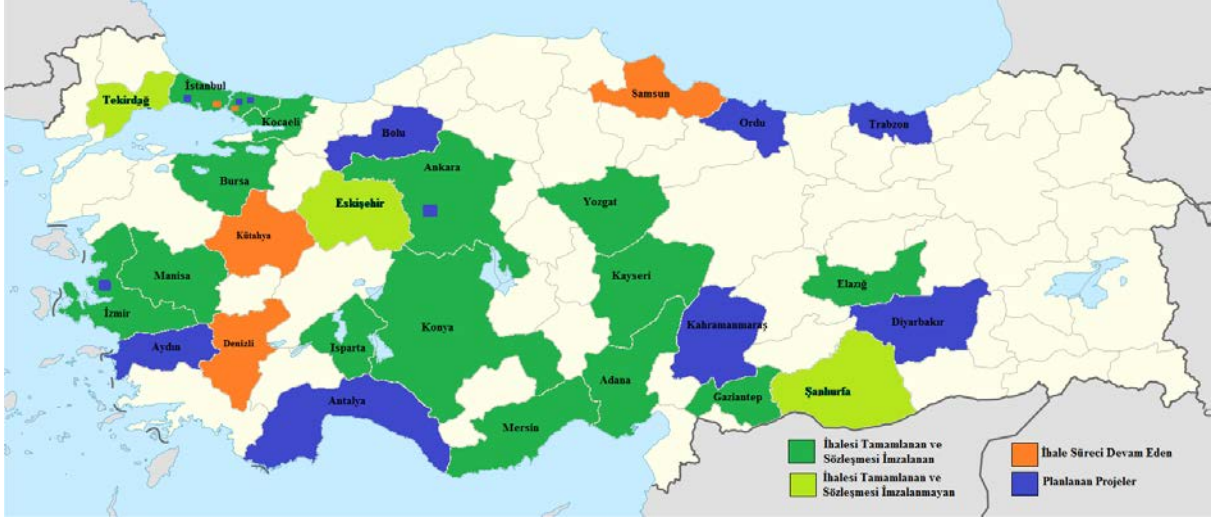 İstanbul
Tekirdağ
Kocaeli
Samsun
Ordu
Trabzon
Bolu
Ankara
Bursa
Eskişehir
Yozgat
Kütahya
Manisa
Kayseri
Elazığ
İzmir
Konya
Kahramanmaraş
Diyarbakır
Aydın
Denizli
Isparta
Adana
Antalya
Gaziantep
Şanlıurfa
Mersin
İhalesi Tamamlanan ve
Sözleşmesi İmzalanan
İhalesi Tamamlanan ve
Sözleşmesi İmzalanmayan
İhale Süreci Devam Eden
Planlanan Projeler